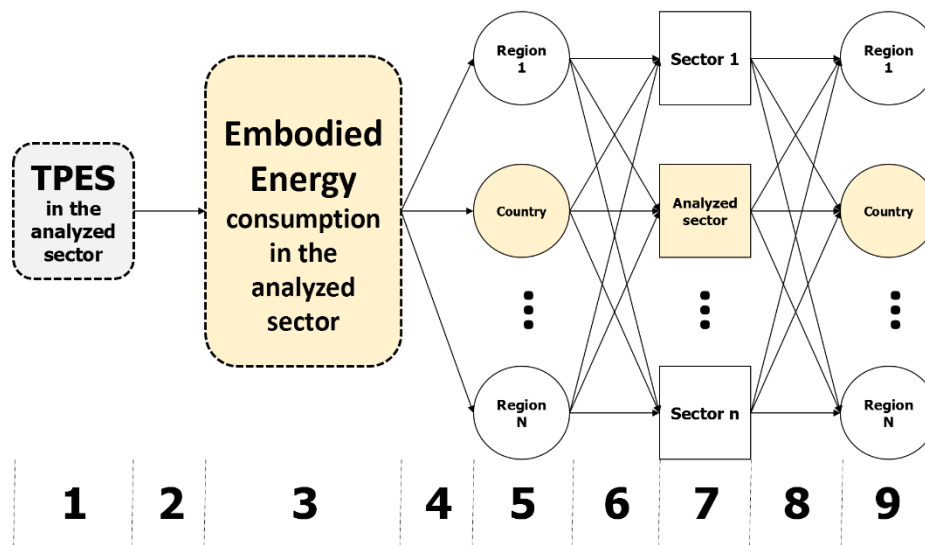 TPES
in the
analyzed
sector
Embodied
Energy
consumption
in the
analyzed
sector
Region
1
Country
Region
N
Sector 1
Analyzed
sector
Sector n
Region
1
Country
Region
N
1
2
3
4
5
6
7
8
9